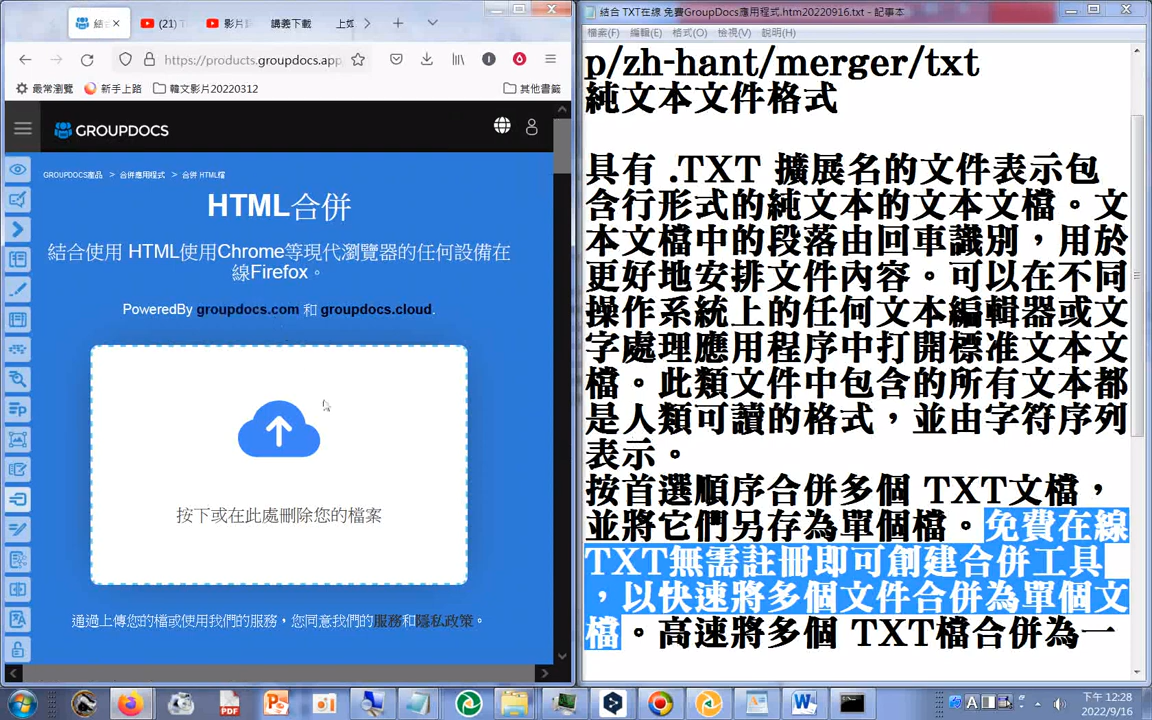 結合
(21) T
影片
講義下載
上如
https://products.groupdocs.app
最常瀏覽
新手上路
韓文影片20220312
其他書籤
GROUPDOCS
GROUPDOCS產品 > 合併應用程式 > 合併 HTML檔
HTML合併
結合使用 HTML使用Chrome等現代瀏覽器的任何設備在
線Firefox。
PoweredBy groupdocs.com 和 groupdocs.cloud.
按下或在此處刪除您的檔案
通過上傳您的檔或使用我們的服務，您同意我們的服務和隱私政策。
結合 TXT在線 免費GroupDocs應用程式.htm20220916.txt - 記事本
檔案(F) 編輯(E) 格式(O) 檢視(V) 說明(H)
p/zh-hant/merger/txt
純文本文件格式
具有 .TXT 擴展名的文件表示包
含行形式的純文本的文本文檔。文
本文檔中的段落由回車識別，用於
更好地安排文件內容。可以在不同
操作系統上的任何文本編輯器或文
字處理應用程序中打開標准文本文
檔。此類文件中包含的所有文本都
是人類可讀的格式，並由字符序列
表示。
按首選順序合併多個 TXT文檔，
並將它們另存為單個檔。免費在線
TXT無需註冊即可創建合併工具
，以快速將多個文件合併為單個文
檔。高速將多個 TXT檔合併為一
下午 12:28
2022/9/16